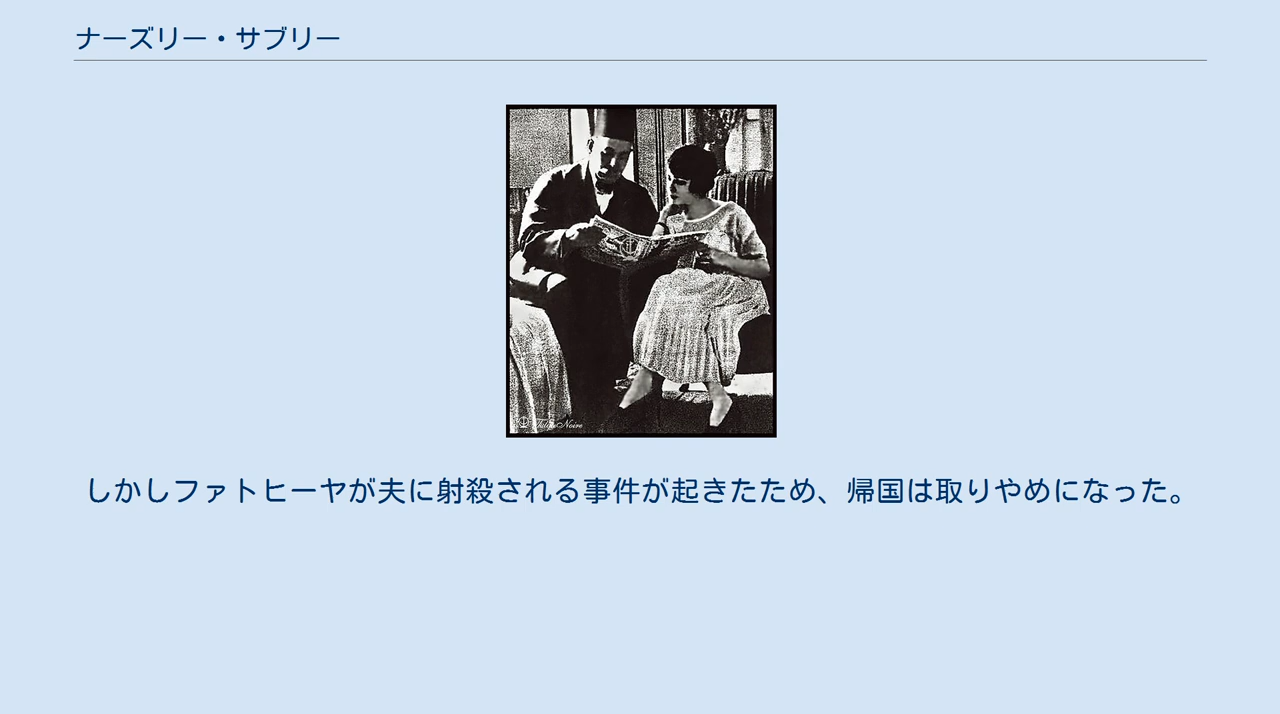 ナーズリー・サブリー
しかしファトヒーヤが夫に射殺される事件が起きたため、帰国は取りやめになった。